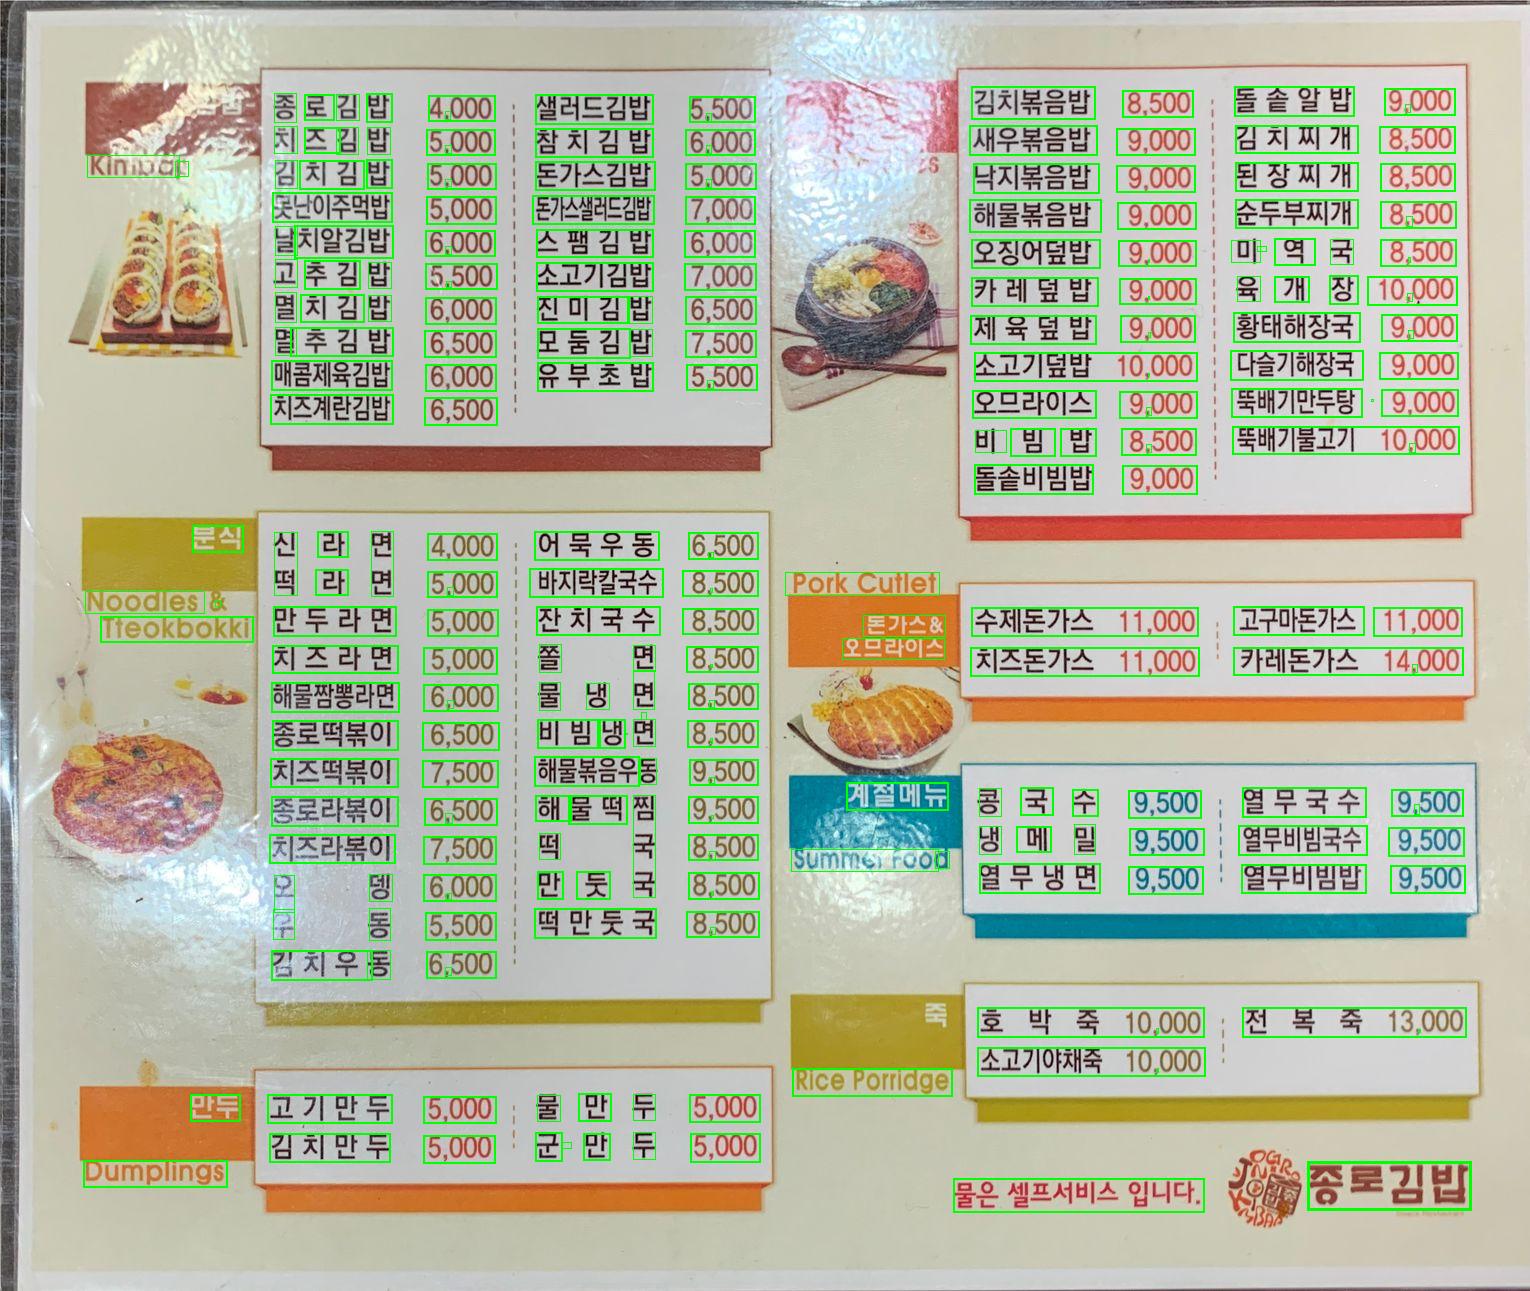 김밥
Kimbap
종로김밥 4,000
치즈김밥 5,000
김치김밥 5,000
못난이주먹밥 5,000
날치알김밥 6,000
고추김밥 5,500
멸치김밥 6,000
멸추김밥 6,500
매콤제육김밥 6,000
치즈계란김밥 6,500
샐러드김밥 5,500
참치김밥 6,000
돈가스김밥 5,000
돈가스샐러드김밥 7,000
스팸김밥 6,000
소고기김밥 7,000
진미김밥 6,500
모둠김밥 7,500
유부초밥 5,500
분식
Noodles &
Tteokbokki
신라면 4,000
떡라면 5,000
만두라면 5,000
치즈라면 5,000
해물짬뽕라면 6,000
종로떡볶이 6,500
치즈떡볶이 7,500
종로라볶이 6,500
치즈라볶이 7,500
오뎅 6,000
우동 5,500
김치우동 6,500
어묵우동 6,500
바지락칼국수 8,500
잔치국수 8,500
쫄면 8,500
물냉면 8,500
비빔냉면 8,500
해물볶음우동 9,500
해물떡찜 9,500
떡국 8,500
만둣국 8,500
떡만둣국 8,500
만두
Dumplings
고기만두 5,000
김치만두 5,000
물만두 5,000
군만두 5,000
김치볶음밥 8,500
새우볶음밥 9,000
낙지볶음밥 9,000
해물볶음밥 9,000
오징어덮밥 9,000
카레덮밥 9,000
제육덮밥 9,000
소고기덮밥 10,000
오므라이스 9,000
비빔밥 8,500
돌솥비빔밥 9,000
돌솥알밥 9,000
김치찌개 8,500
된장찌개 8,500
순두부찌개 8,500
미역국 8,500
육개장 10,000
황태해장국 9,000
다슬기해장국 9,000
뚝배기만두탕 9,000
뚝배기불고기 10,000
Pork Cutlet
돈가스&
오므라이스
수제돈가스 11,000
치즈돈가스 11,000
고구마돈가스 11,000
카레돈가스 14,000
계절메뉴
Summer Food
콩국수 9,500
냉메밀 9,500
열무냉면 9,500
열무국수 9,500
열무비빔국수 9,500
열무비빔밥 9,500
죽
Rice Porridge
호박죽 10,000
소고기야채죽 10,000
전복죽 13,000
물은 셀프서비스 입니다.
종로김밥